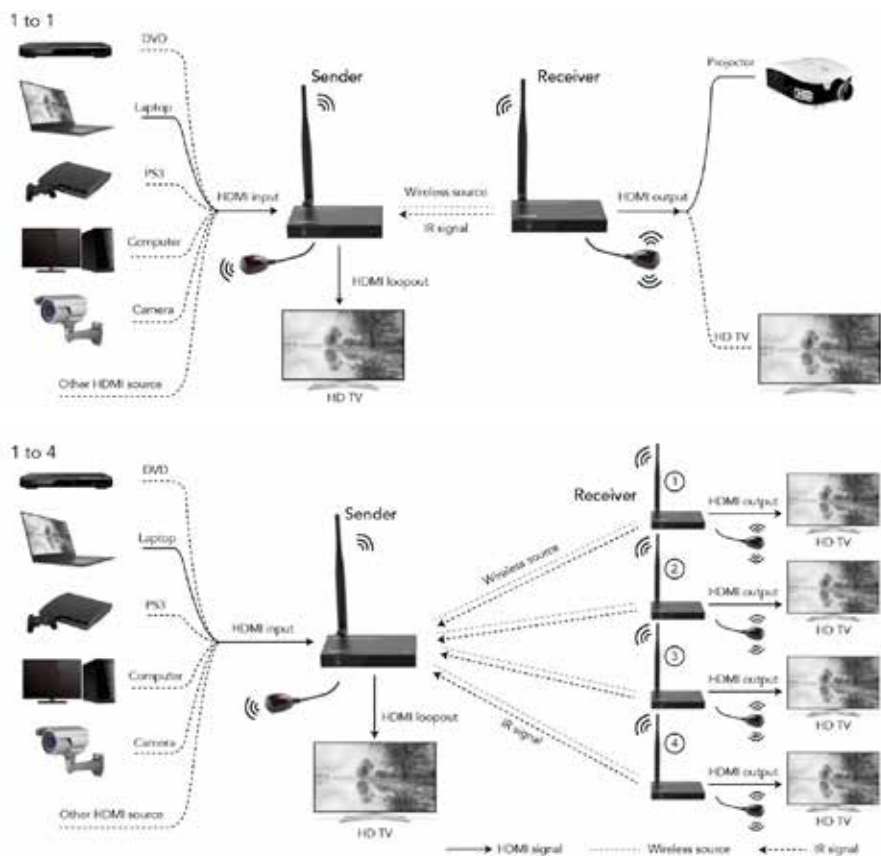 1 to 1
DVD
Laptop
PS3
Computer
Camera
Other HDMI source
HDMI input
Sender
HDMI loopout
HD TV
Wireless source
IR signal
Receiver
HDMI output
Projector
HD TV
1 to 4
DVD
Laptop
PS3
Computer
Camera
Other HDMI source
HDMI input
Sender
HDMI loopout
HD TV
Wireless source
IR signal
Receiver
1
HDMI output
HD TV
2
HDMI output
HD TV
3
HDMI output
HD TV
4
HDMI output
HD TV
HDMI signal
Wireless source
IR signal